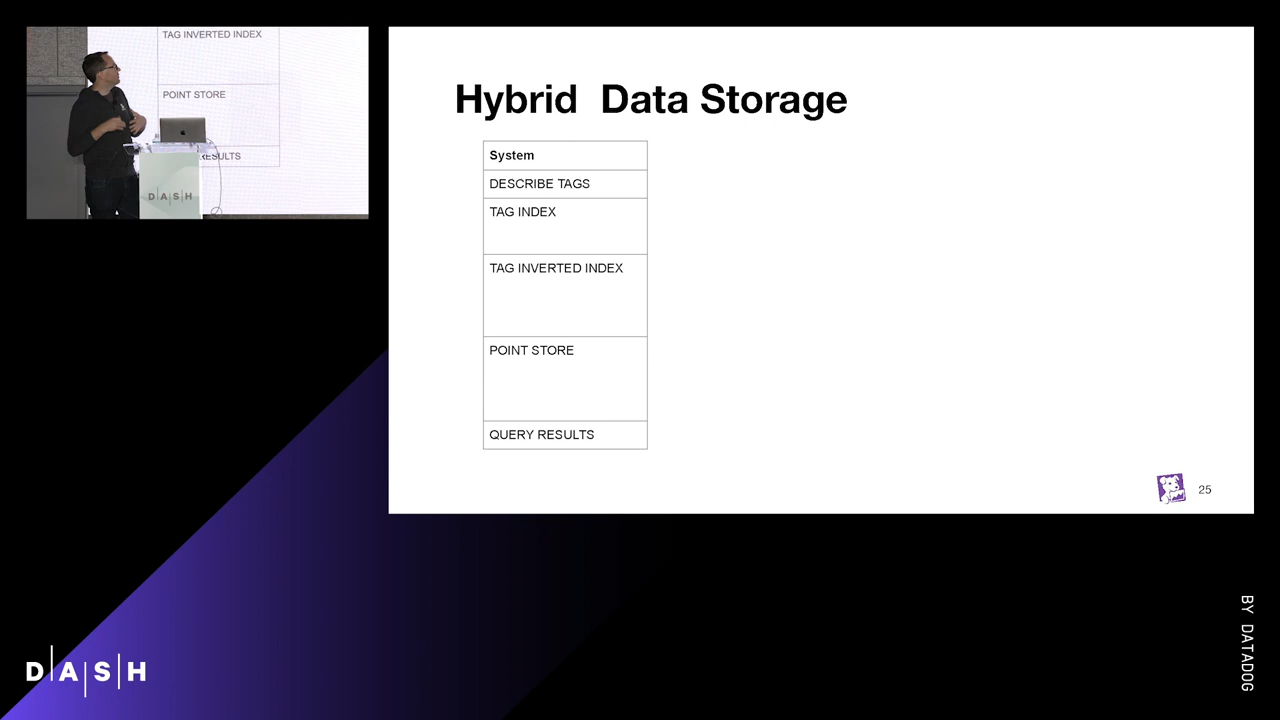 TAG INVERTED INDEX
POINT STORE
RESULTS
D|A|S|H
Hybrid Data Storage
System
DESCRIBE TAGS
TAG INDEX
TAG INVERTED INDEX
POINT STORE
QUERY RESULTS
25
D|A|S|H
BY DATADOG